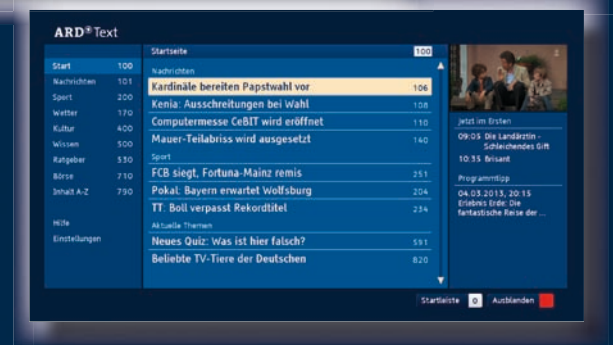 ARD Text
Startseite 100
Start 100
Nachrichten 101
Sport 200
Wetter 170
Kultur 400
Wissen 500
Ratgeber 530
Börse 710
Inhalt A-Z 790
Hilfe
Einstellungen
Nachrichten
Kardinäle bereiten Papstwahl vor 106
Kenia: Ausschreitungen bei Wahl 108
Computermesse CeBIT wird eröffnet 110
Mauer-Teilabriss wird ausgesetzt 140
Sport
FCB siegt, Fortuna-Mainz remis 251
Pokal: Bayern erwartet Wolfsburg 204
TT: Boll verpasst Rekordtitel 234
Aktuelle Themen
Neues Quiz: Was ist hier falsch? 591
Beliebte TV-Tiere der Deutschen 820
Jetzt im Ersten
09:05 Die Landärztin -
Schleichendes Gift
10:35 Brisant
Programmtipp
04.03.2013, 20:15
Erlebnis Erde: Die
fantastische Reise der ...
Startleiste 0 Ausblenden